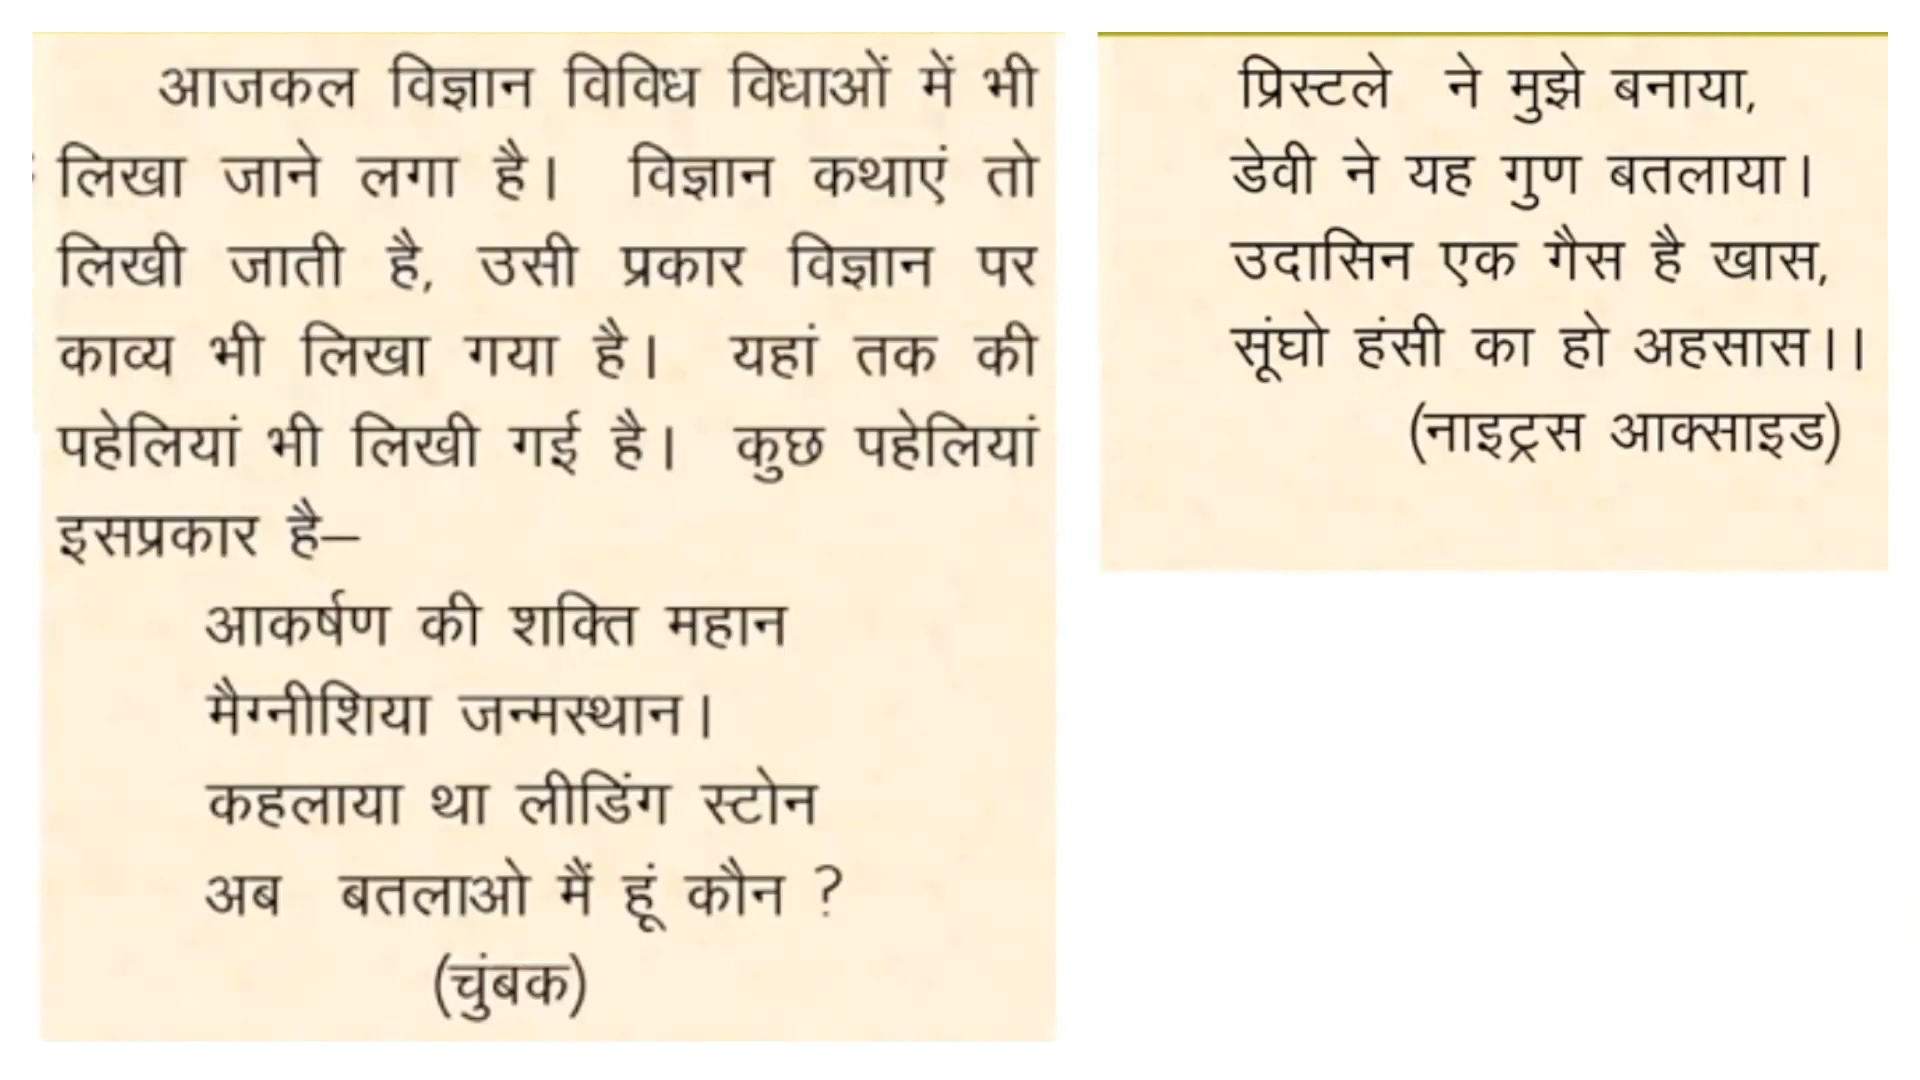 आजकल विज्ञान विविध विधाओं में भी
लिखा जाने लगा है। विज्ञान कथाएं तो
लिखी जाती है, उसी प्रकार विज्ञान पर
काव्य भी लिखा गया है। यहां तक की
पहेलियां भी लिखी गई है। कुछ पहेलियां
इसप्रकार है–
आकर्षण की शक्ति महान
मैग्नीशिया जन्मस्थान।
कहलाया था लीडिंग स्टोन
अब बतलाओ मैं हूं कौन ?
(चुंबक)
प्रिस्टले ने मुझे बनाया,
डेवी ने यह गुण बतलाया।
उदासिन एक गैस है खास,
सूंघो हंसी का हो अहसास।।
(नाइट्रस आक्साइड)